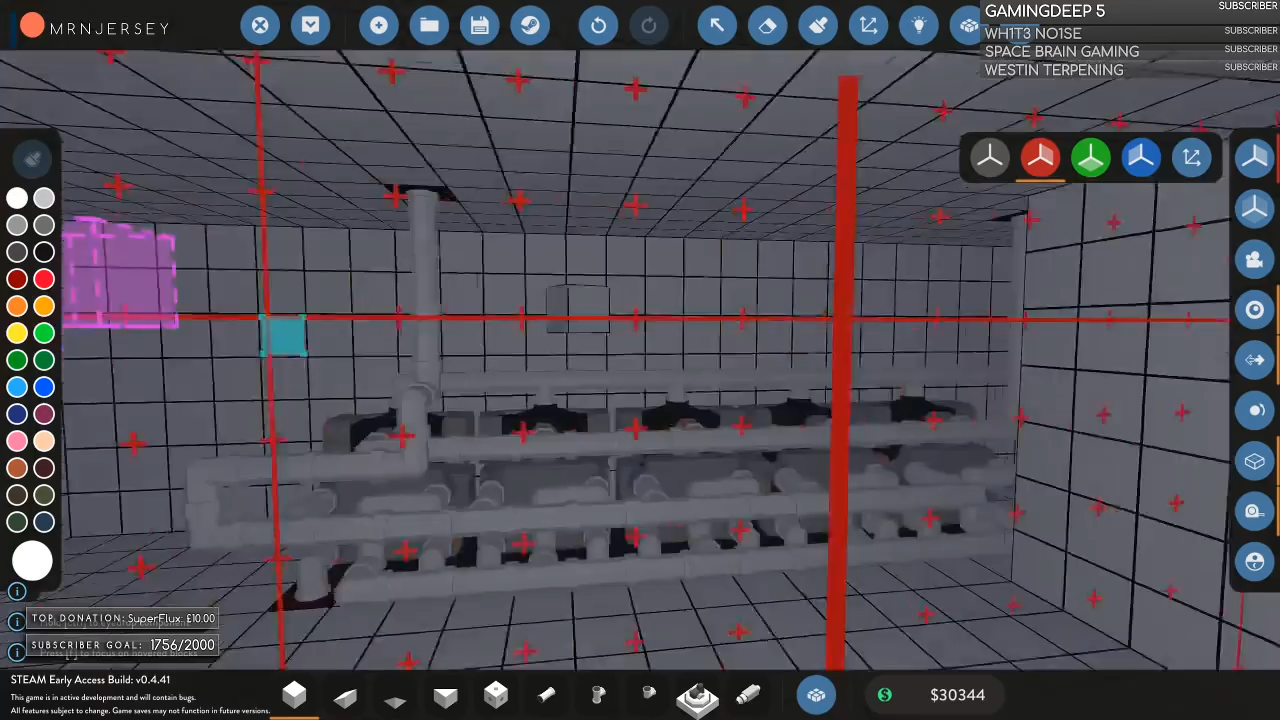 MRNJERSEY
GAMINGDEEP 5 SUBSCRIBER
WH1T3 NO1SE SUBSCRIBER
SPACE BRAIN GAMING SUBSCRIBER
WESTIN TERPENING SUBSCRIBER
TOP DONATION: SuperFlux: £10.00
SUBSCRIBER GOAL: 1756/2000
STEAM Early Access Build: v0.4.41
This game is in active development and will contain bugs.
All features subject to change. Game saves may not function in future versions.
$ $30344